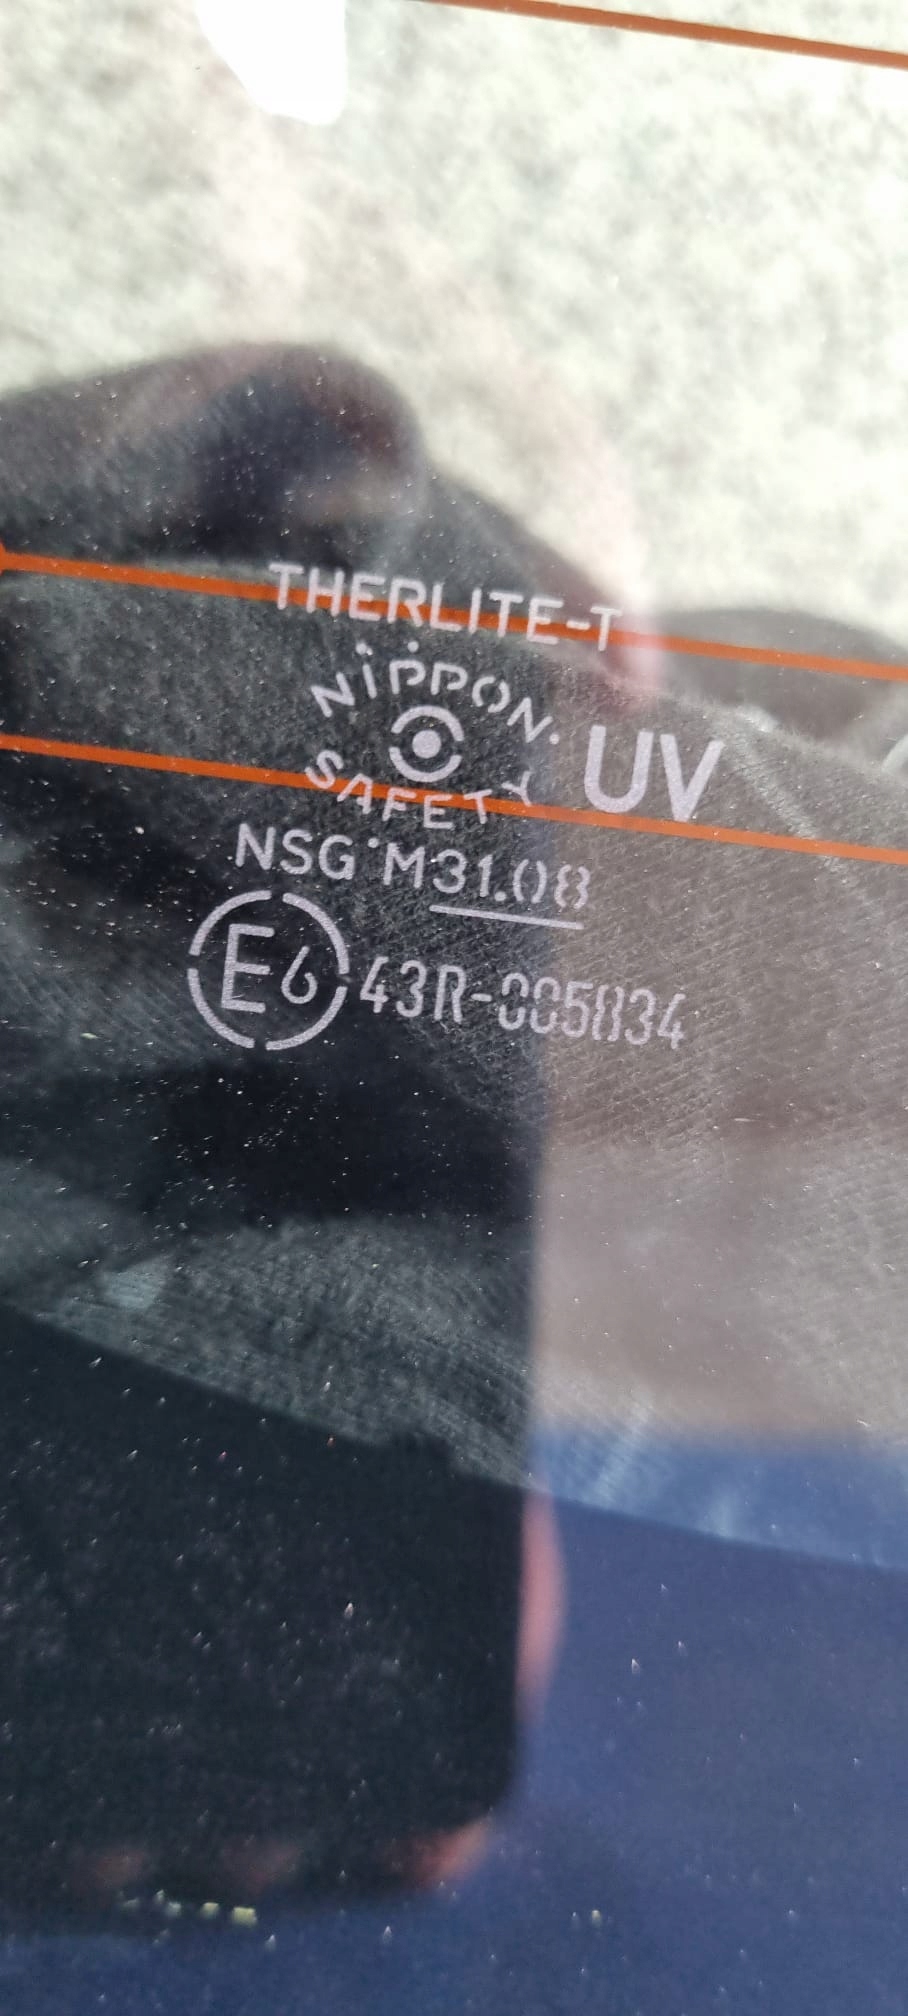 THERLITE-T
NIPPON.
SAFETY
UV
NSG M31.08
E6 43R-005834